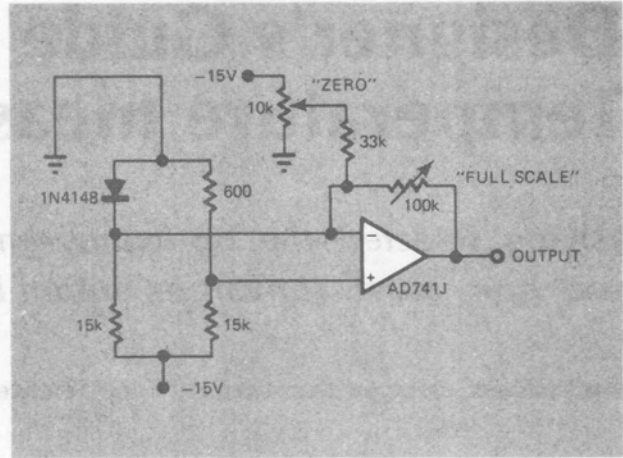 −15V
"ZERO"
10k
33k
1N4148
600
"FULL SCALE"
100k
−
+
OUTPUT
AD741J
15k
15k
−15V